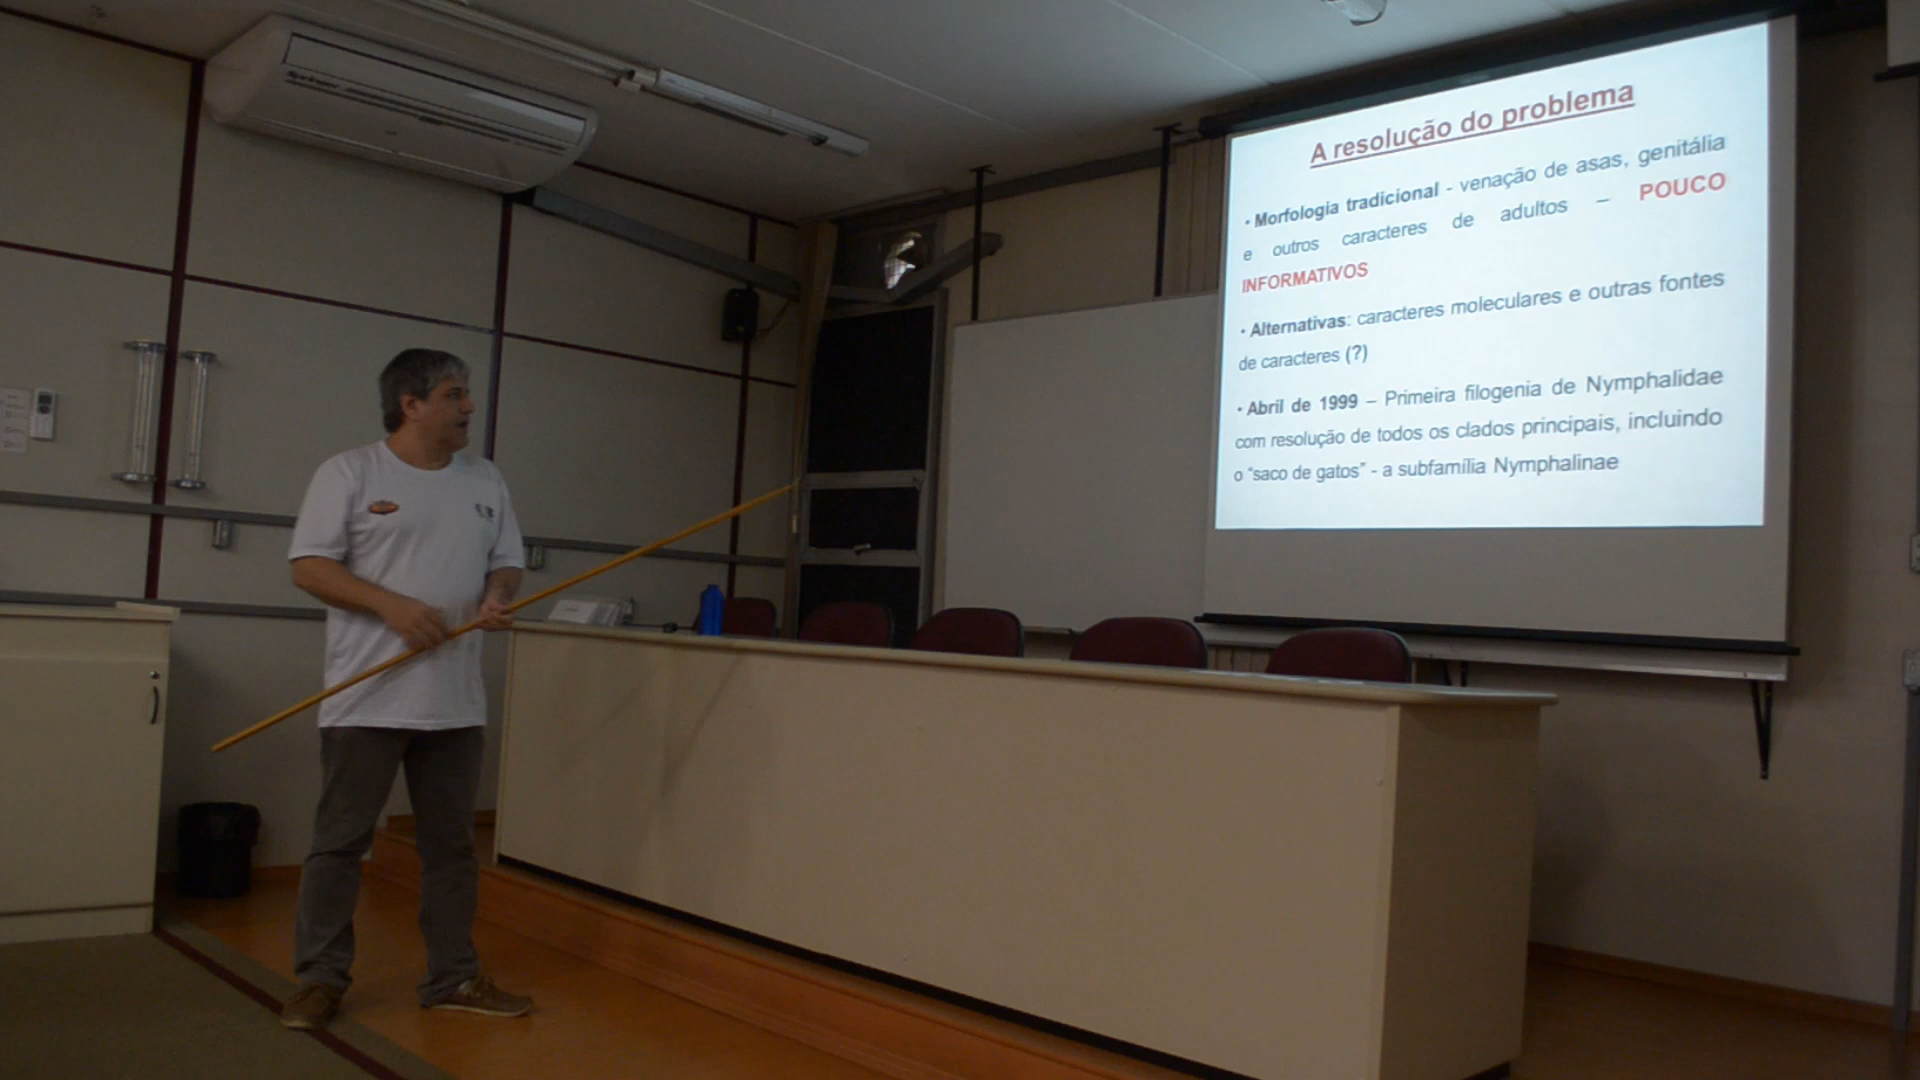 A resolução do problema
• Morfologia tradicional - venação de asas, genitália
e outros caracteres de adultos – POUCO
INFORMATIVOS
• Alternativas: caracteres moleculares e outras fontes
de caracteres (?)
• Abril de 1999 – Primeira filogenia de Nymphalidae
com resolução de todos os clados principais, incluindo
o “saco de gatos” - a subfamília Nymphalinae